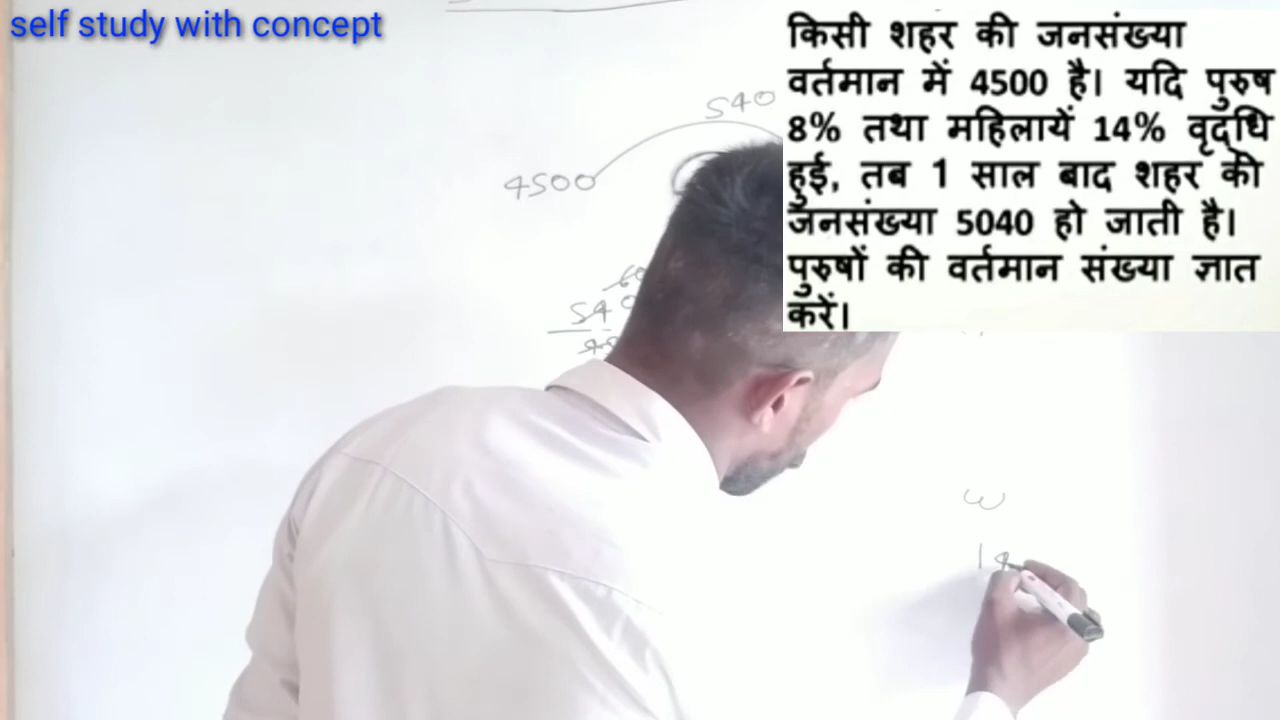 self study with concept
किसी शहर की जनसंख्या
वर्तमान में 4500 है। यदि पुरुष
8% तथा महिलायें 14% वृद्धि
हुई, तब 1 साल बाद शहर की
जनसंख्या 5040 हो जाती है।
पुरुषों की वर्तमान संख्या ज्ञात
करें।
540
4500
54
W